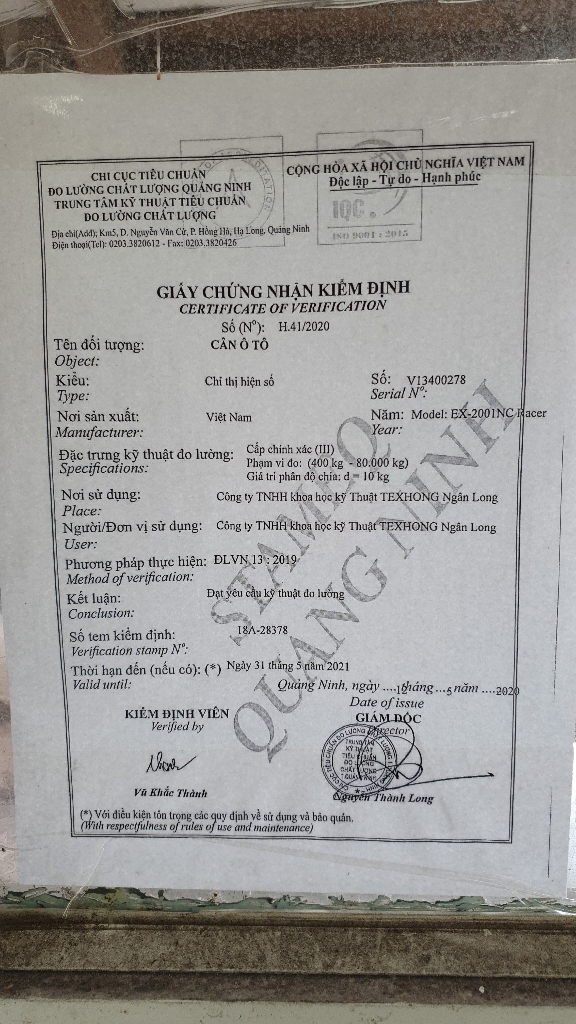 CHI CỤC TIÊU CHUẨN
ĐO LƯỜNG CHẤT LƯỢNG QUẢNG NINH
TRUNG TÂM KỸ THUẬT TIÊU CHUẨN
ĐO LƯỜNG CHẤT LƯỢNG
Địa chỉ(Add); Km5, D. Nguyễn Văn Cừ, P. Hồng Hà, Hạ Long, Quảng Ninh
Điện thoại(Tel): 0203.3820612 - Fax: 0203.3820426
CỘNG HÒA XÃ HỘI CHỦ NGHĨA VIỆT NAM
Độc lập - Tự do - Hạnh phúc
IQC.
ISO 9001 : 2015
GIẤY CHỨNG NHẬN KIỂM ĐỊNH
CERTIFICATE OF VERIFICATION
Số (Nº): H.41/2020
Tên đối tượng: CÂN Ô TÔ
Object:
Kiểu: Chỉ thị hiện số Số: V13400278
Type: Serial Nº:
Nơi sản xuất: Việt Nam Năm: Model: EX-2001NC Racer
Manufacturer: Year:
Đặc trưng kỹ thuật đo lường: Cấp chính xác (III)
Specifications: Phạm vi đo: (400 kg - 80.000 kg)
Giá trị phân độ chia: d = 10 kg
Nơi sử dụng: Công ty TNHH khoa học kỹ Thuật TEXHONG Ngân Long
Place:
Người/Đơn vị sử dụng: Công ty TNHH khoa học kỹ Thuật TEXHONG Ngân Long
User:
Phương pháp thực hiện: ĐLVN 13 : 2019
Method of verification:
Kết luận: Đạt yêu cầu kỹ thuật đo lường
Conclusion:
Số tem kiểm định: 18A-28378
Verification stamp Nº:
Thời hạn đến (nếu có): (*) Ngày 31 tháng 5 năm 2021
Valid until: Quảng Ninh, ngày ....tháng ...5 năm ....2020
Date of issue
KIỂM ĐỊNH VIÊN GIÁM ĐỐC
Verified by Director
Vũ Khắc Thành Nguyễn Thành Long
(*) Với điều kiện tôn trọng các quy định về sử dụng và bảo quản.
(With respectfulness of rules of use and maintenance)
STAMEQ
QUANG NINH